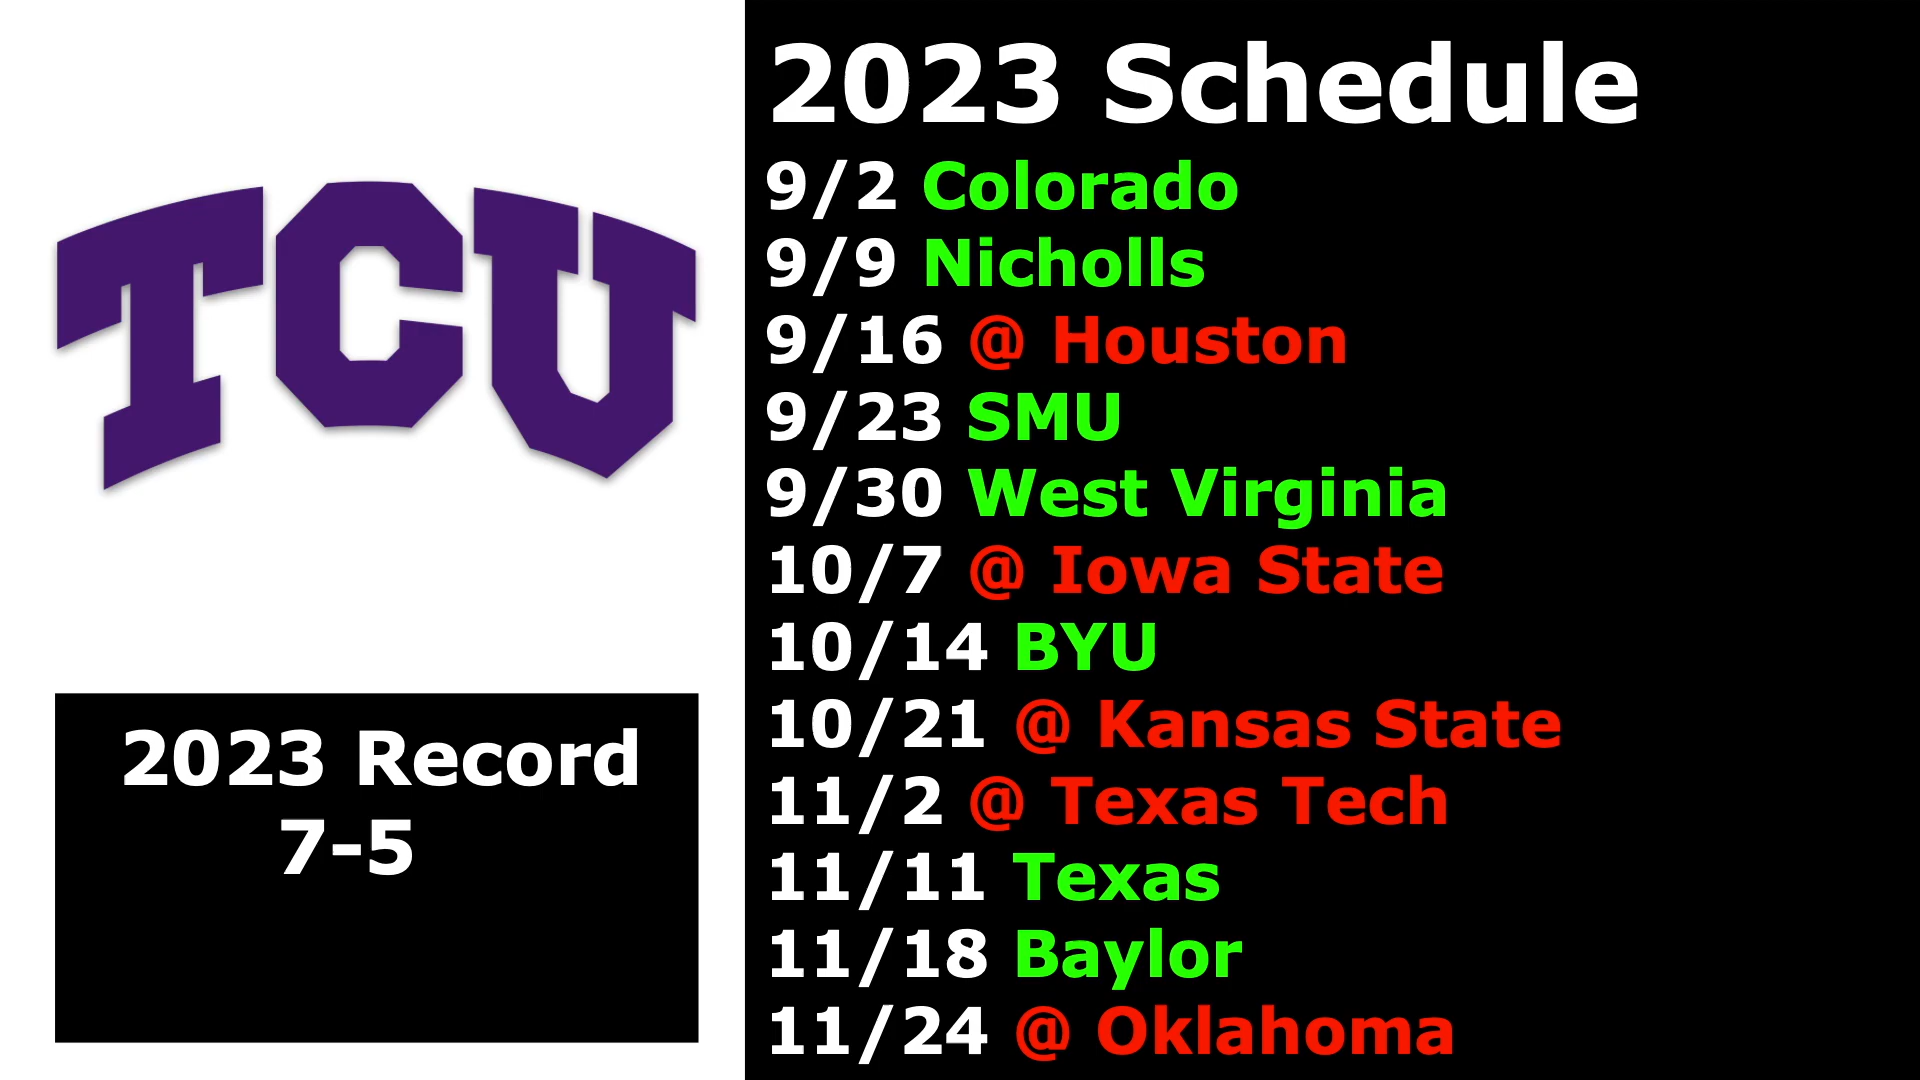 TCU
2023 Record
7-5
2023 Schedule
9/2 Colorado
9/9 Nicholls
9/16 @ Houston
9/23 SMU
9/30 West Virginia
10/7 @ Iowa State
10/14 BYU
10/21 @ Kansas State
11/2 @ Texas Tech
11/11 Texas
11/18 Baylor
11/24 @ Oklahoma